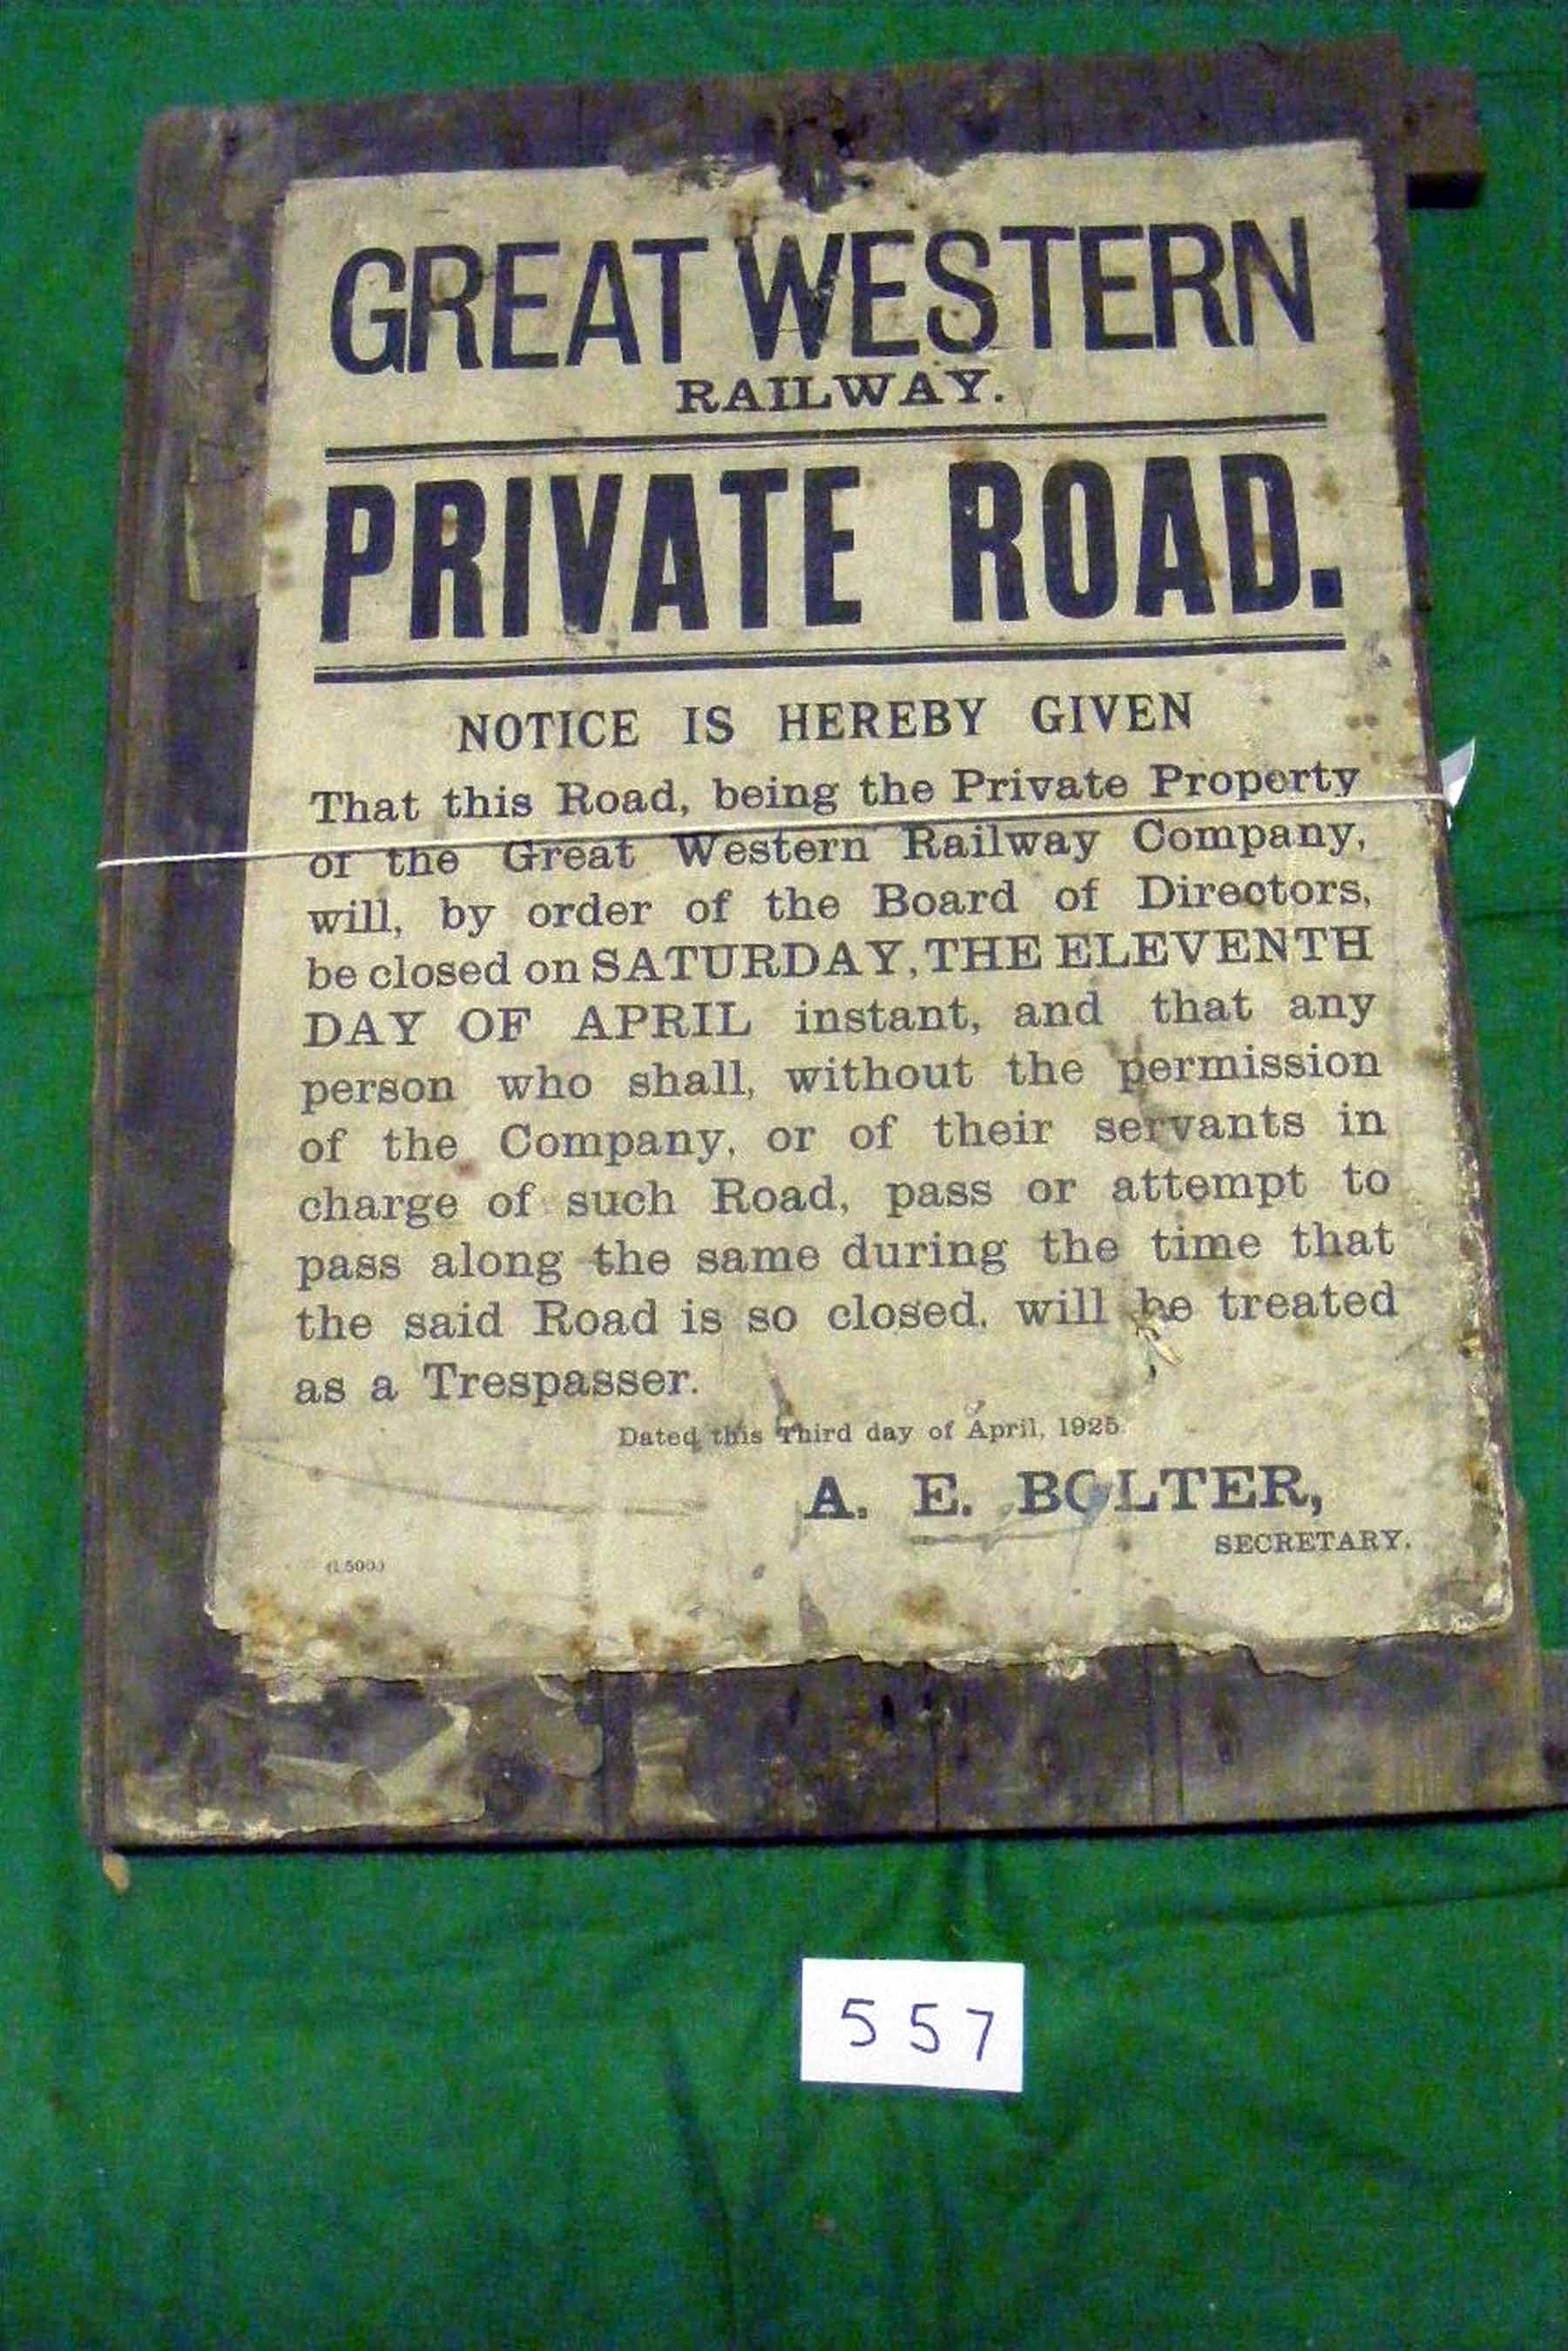 GREAT WESTERN
RAILWAY.
PRIVATE ROAD.
NOTICE IS HEREBY GIVEN
That this Road, being the Private Property
of the Great Western Railway Company,
will, by order of the Board of Directors,
be closed on SATURDAY, THE ELEVENTH
DAY OF APRIL instant, and that any
person who shall, without the permission
of the Company, or of their servants in
charge of such Road, pass or attempt to
pass along the same during the time that
the said Road is so closed, will be treated
as a Trespasser.
Dated this Third day of April, 1925.
A. E. BOLTER,
SECRETARY.
(1,500.)
557